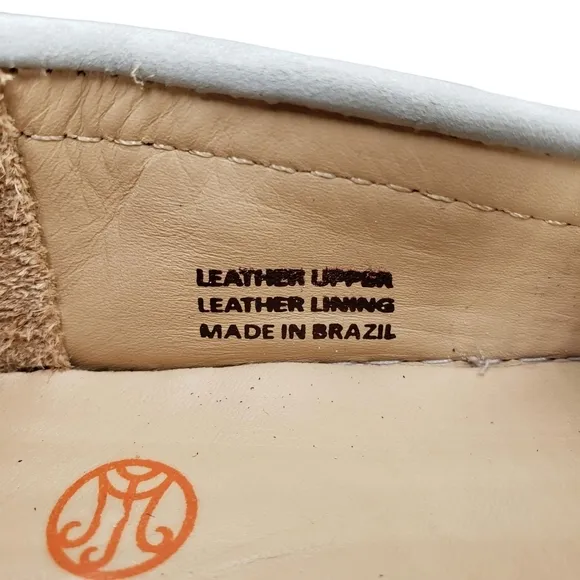 LEATHER UPPER
LEATHER LINING
MADE IN BRAZIL